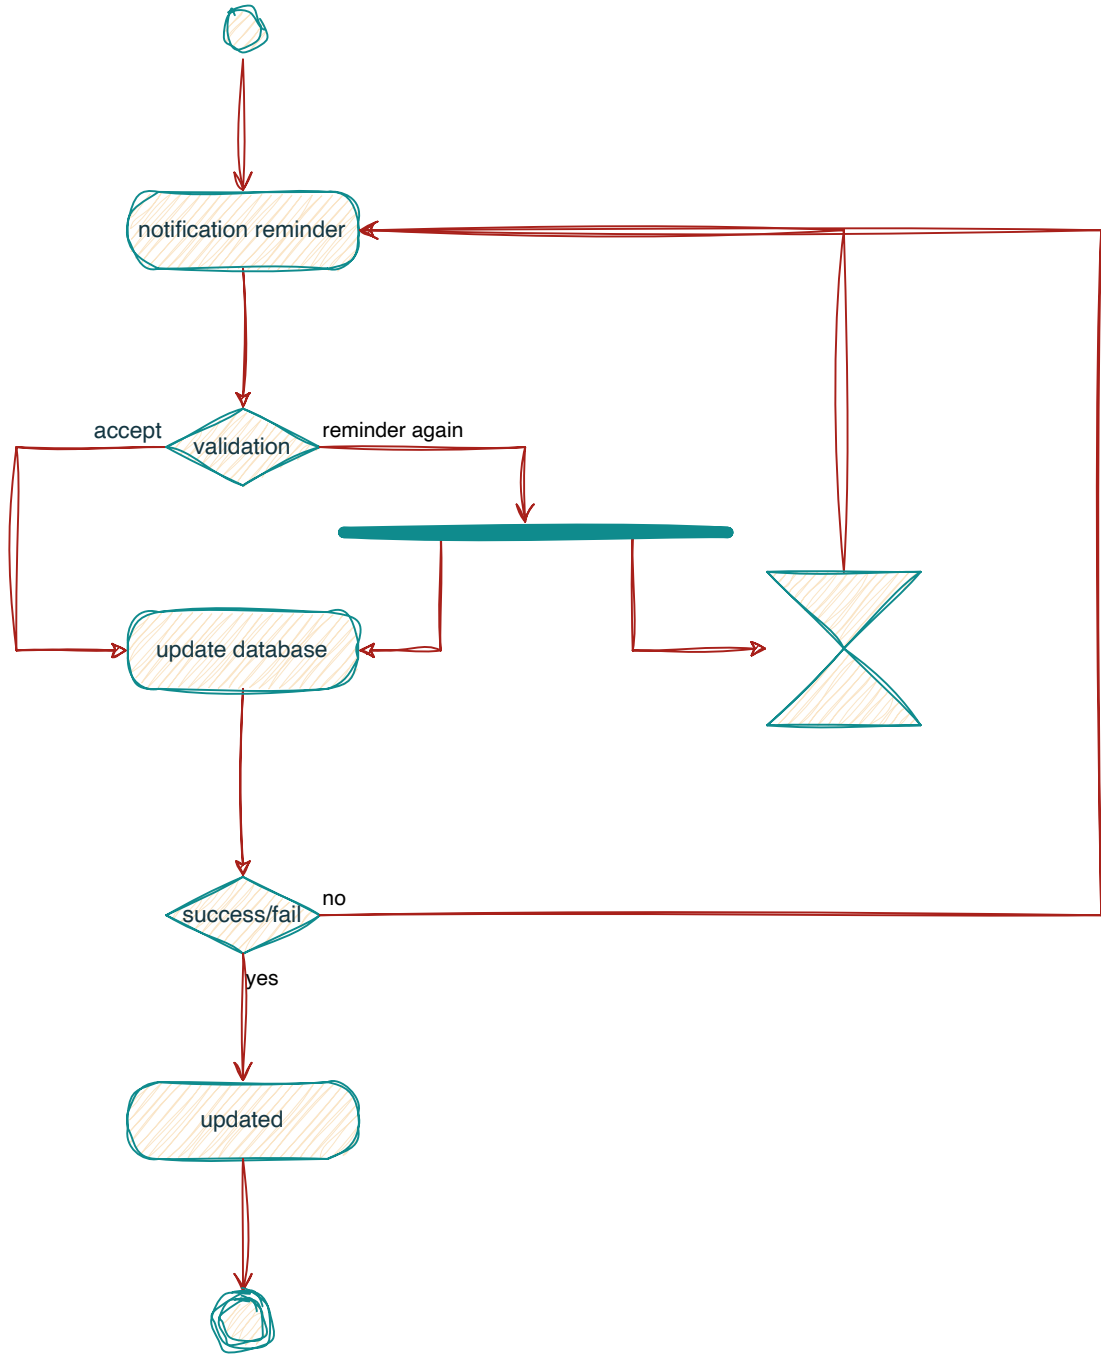 notification reminder
accept
validation
reminder again
update database
success/fail
no
yes
updated